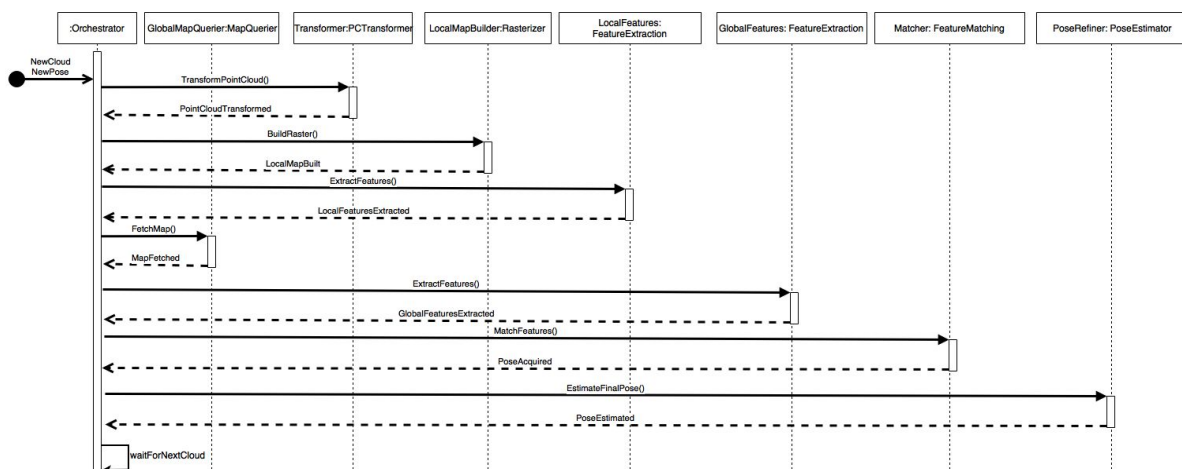 :Orchestrator
GlobalMapQuerier:MapQuerier
Transformer:PCTransformer
LocalMapBuilder:Rasterizer
LocalFeatures:
FeatureExtraction
GlobalFeatures: FeatureExtraction
Matcher: FeatureMatching
PoseRefiner: PoseEstimator
NewCloud
NewPose
TransformPointCloud()
PointCloudTransformed
BuildRaster()
LocalMapBuilt
ExtractFeatures()
LocalFeaturesExtracted
FetchMap()
MapFetched
ExtractFeatures()
GlobalFeaturesExtracted
MatchFeatures()
PoseAcquired
EstimateFinalPose()
PoseEstimated
waitForNextCloud